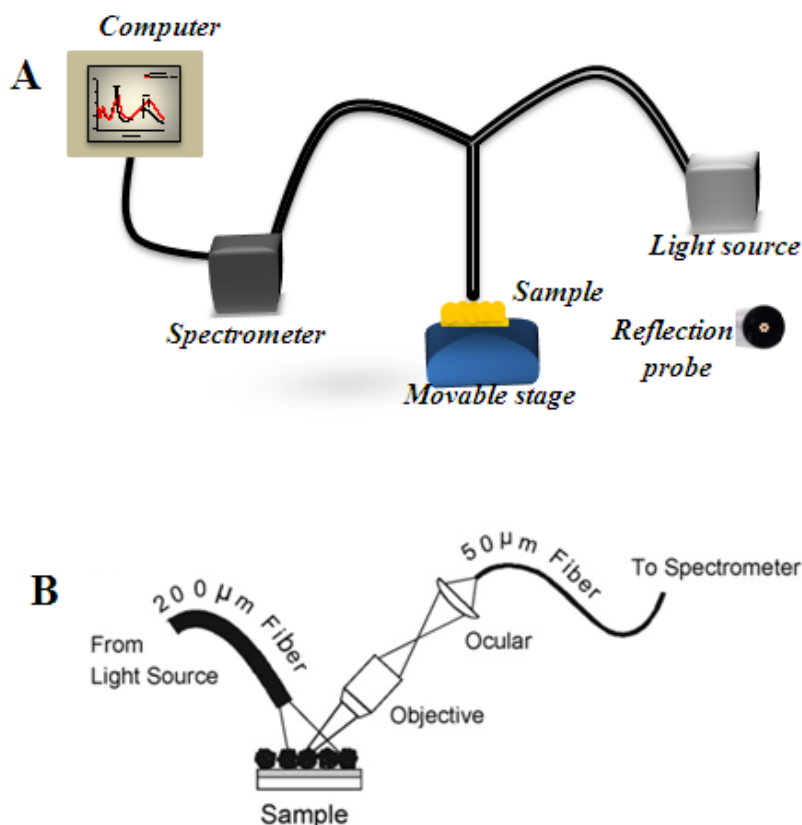 Computer
A
Light source
Sample
Spectrometer
Reflection
probe
Movable stage
B
200µm Fiber
50µm Fiber
To Spectrometer
From
Light Source
Ocular
Objective
Sample